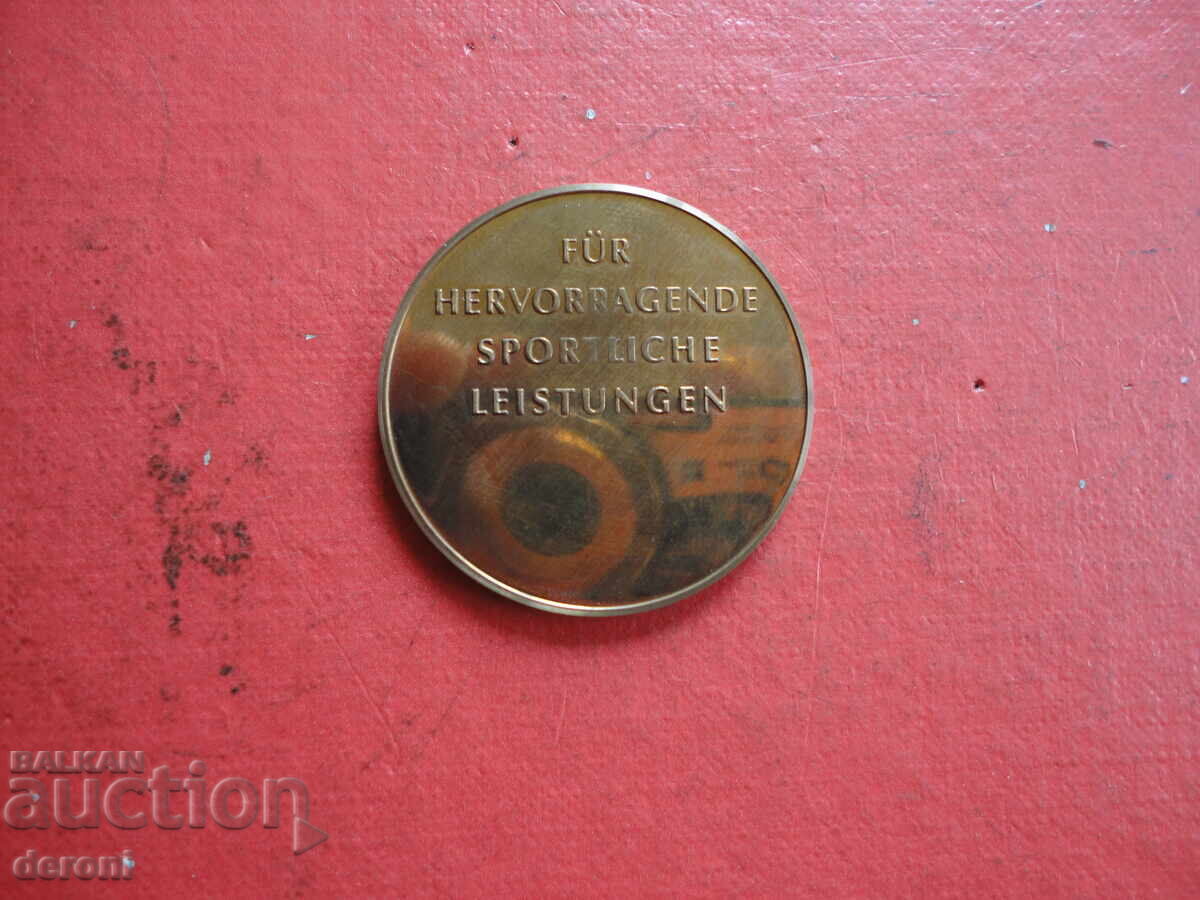 FÜR
HERVORRAGENDE
SPORTLICHE
LEISTUNGEN
BALKAN
auction
deroni